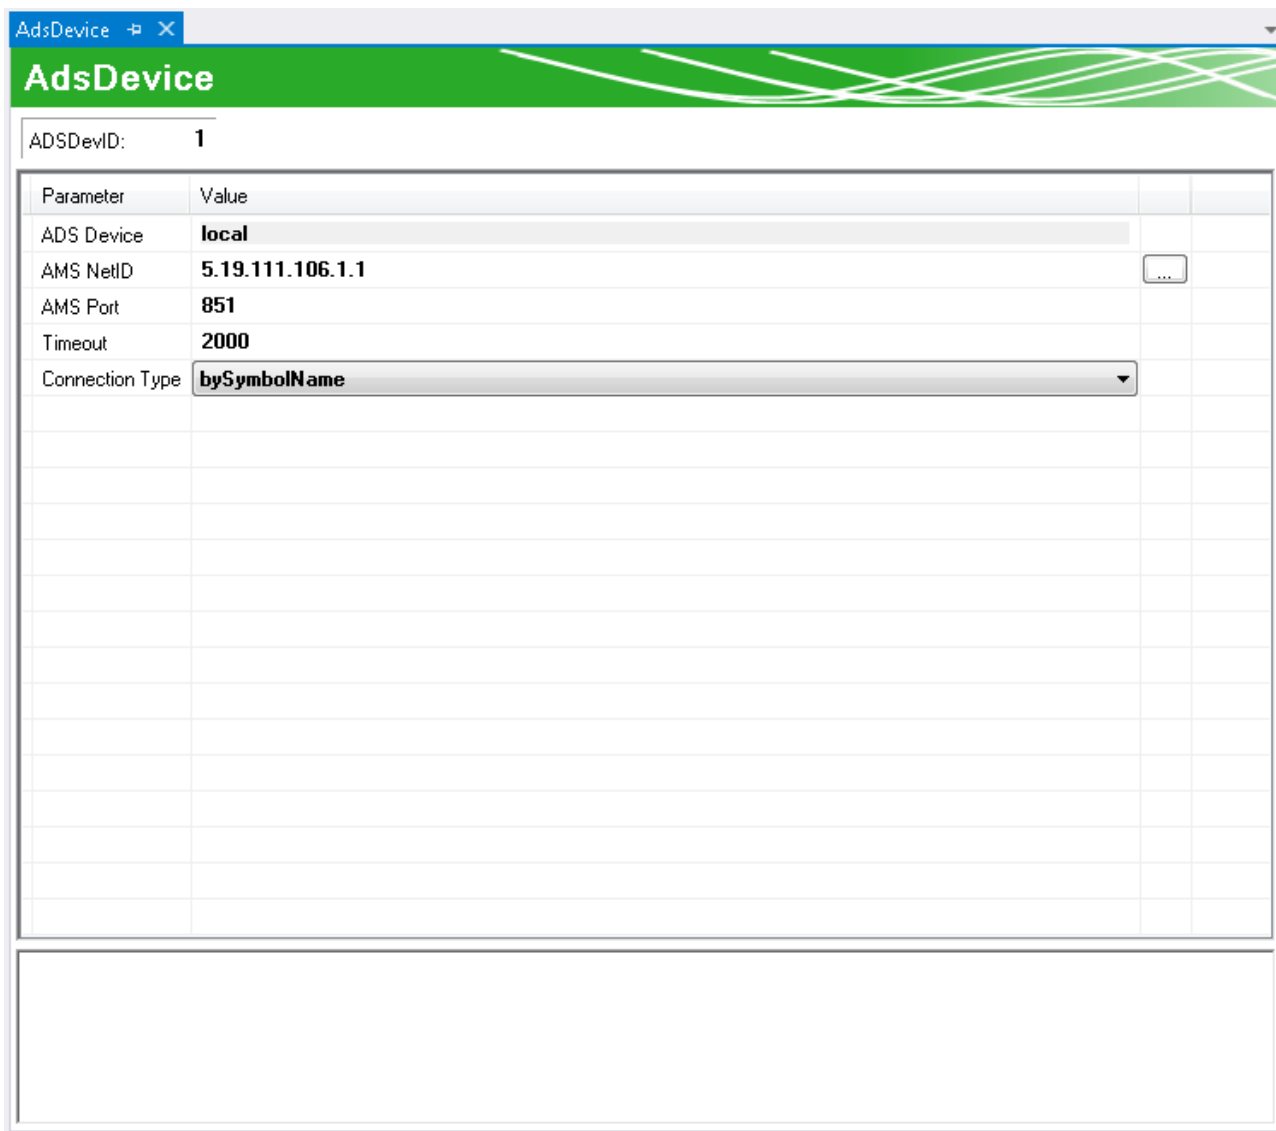 AdsDevice
AdsDevice
ADSDevID: 1
Parameter Value
ADS Device local
AMS NetID 5.19.111.106.1.1 ...
AMS Port 851
Timeout 2000
Connection Type bySymbolName